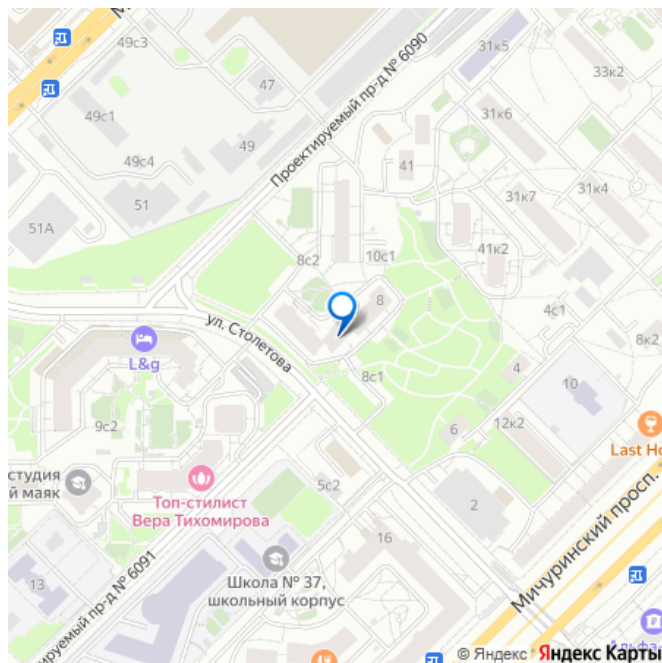 49с3
31к5
33к2
47
49с1
31к6
Проектируемый пр-д № 6090
49
49с4
41
31к7
31к4
51
51А
41к2
10с1
8с2
8
4с1
ул. Столетова
8к2
L&g
4
8с1
10
9с2
12к2
6
Last Ho
студия
й маяк
5с2
Топ-стилист
Вера Тихомирова
2
Мичуринский просп.
16
Школа № 37,
школьный корпус
13
ируемый пр-д № 6091
Альфа
© Яндекс Яндекс Карты